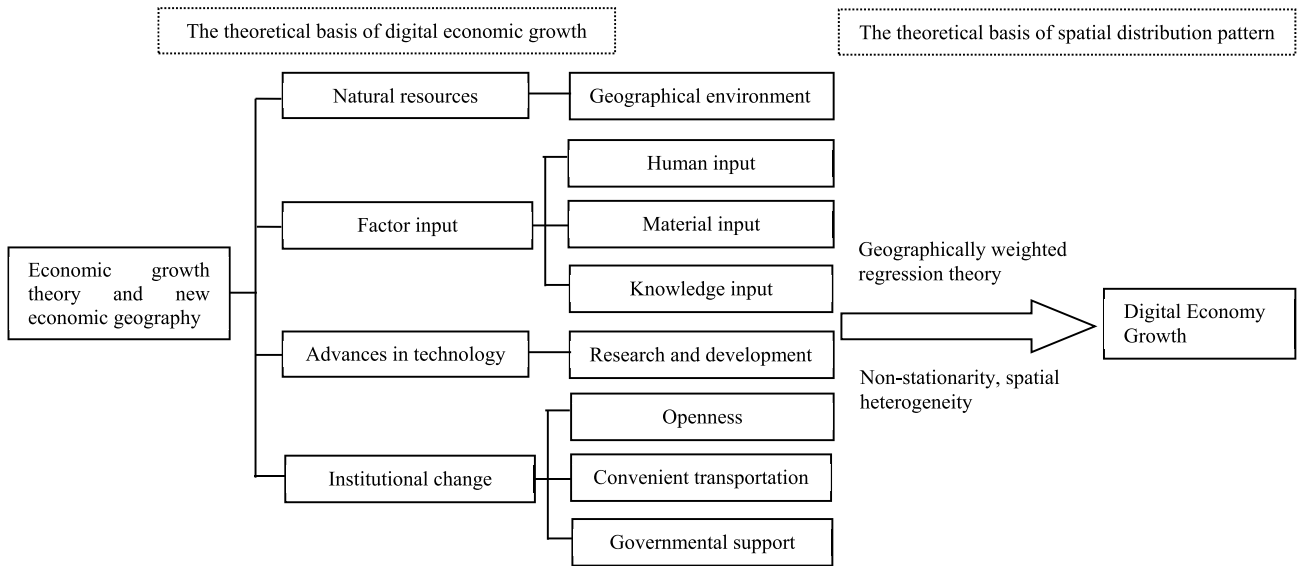 The theoretical basis of digital economic growth
The theoretical basis of spatial distribution pattern
Natural resources
Geographical environment
Human input
Factor input
Material input
Knowledge input
Economic growth
theory and new
economic geography
Advances in technology
Research and development
Openness
Institutional change
Convenient transportation
Governmental support
Geographically weighted
regression theory
Non-stationarity, spatial
heterogeneity
Digital Economy
Growth